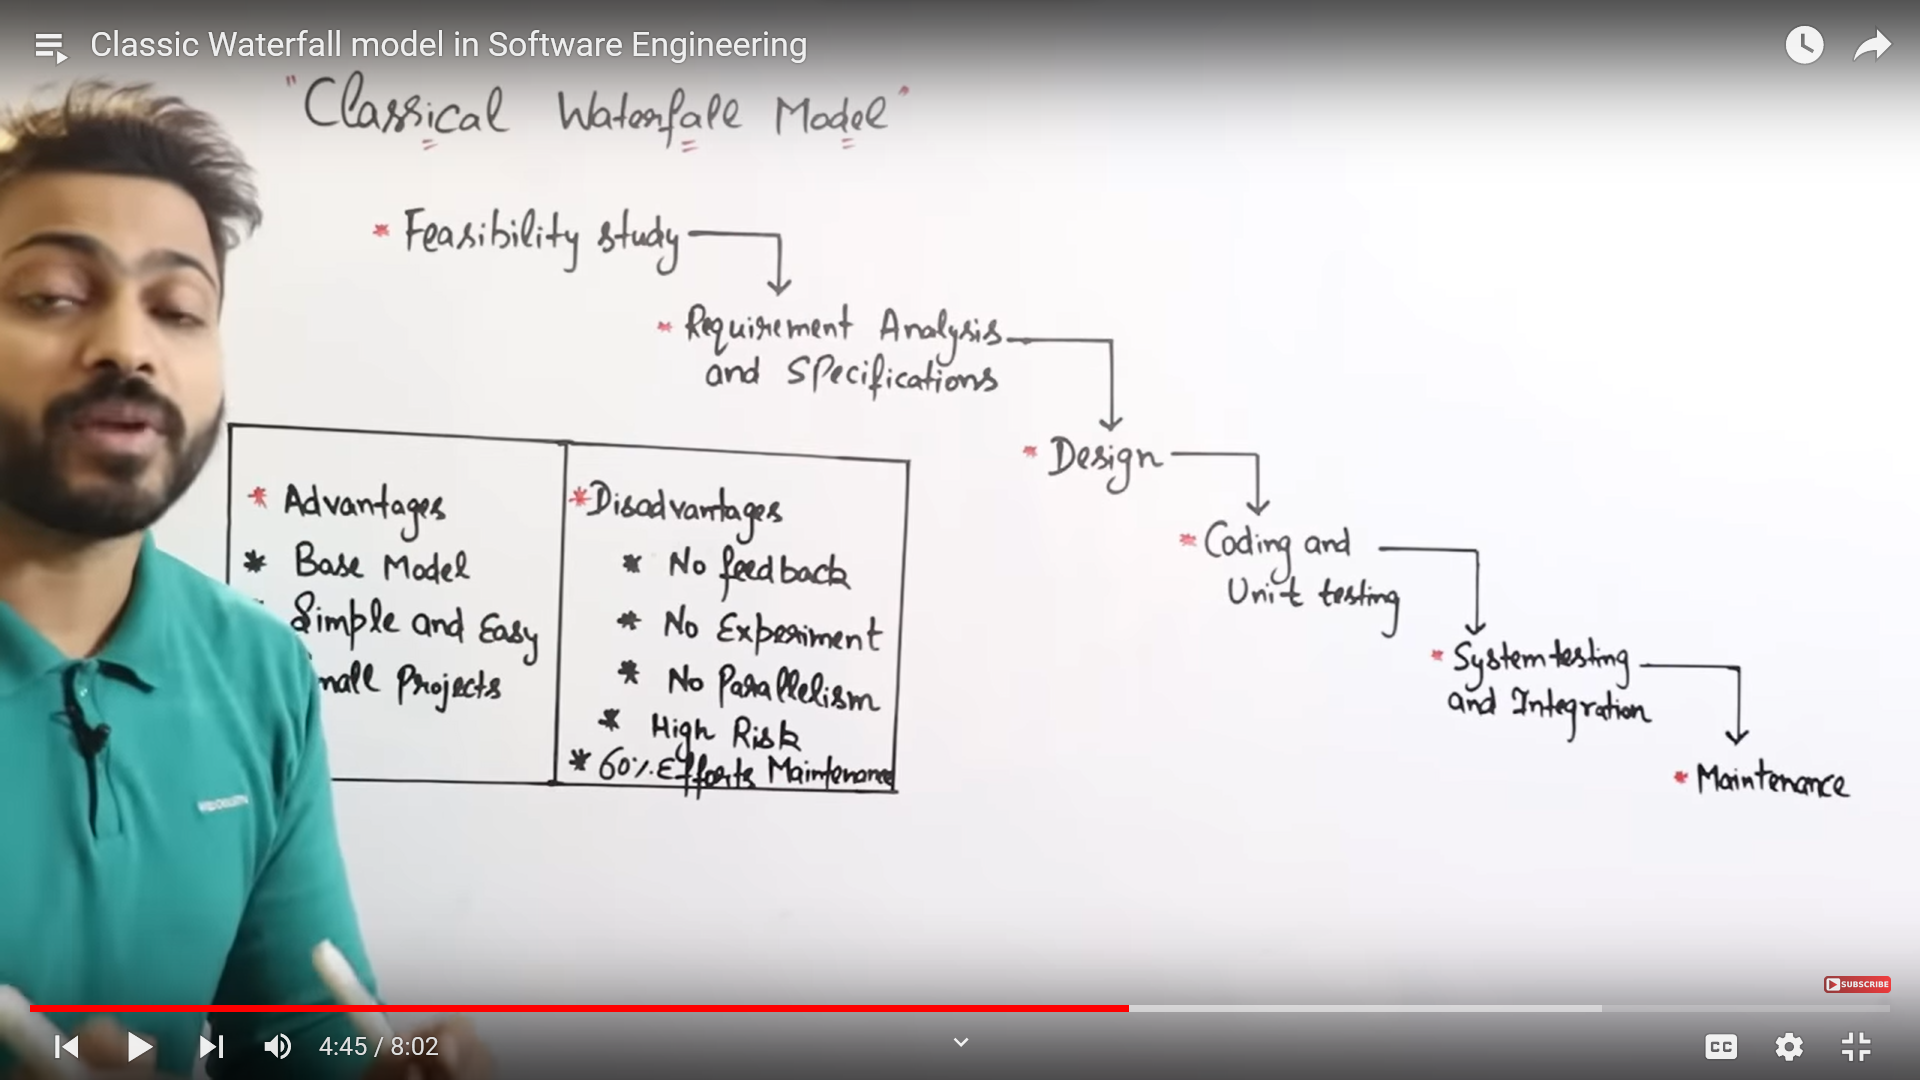 Classic Waterfall model in Software Engineering
"Classical Waterfall Model"
* Feasibility study
* Requirement Analysis
and Specifications
* Design
* Coding and
Unit testing
* System testing
and Integration
* Maintenance
* Advantages
* Base Model
Simple and Easy
mall Projects
* Disadvantages
* No feedback
* No Experiment
* No Parallelism
* High Risk
* 60% Efforts Maintenance
SUBSCRIBE
4:45 / 8:02
CC